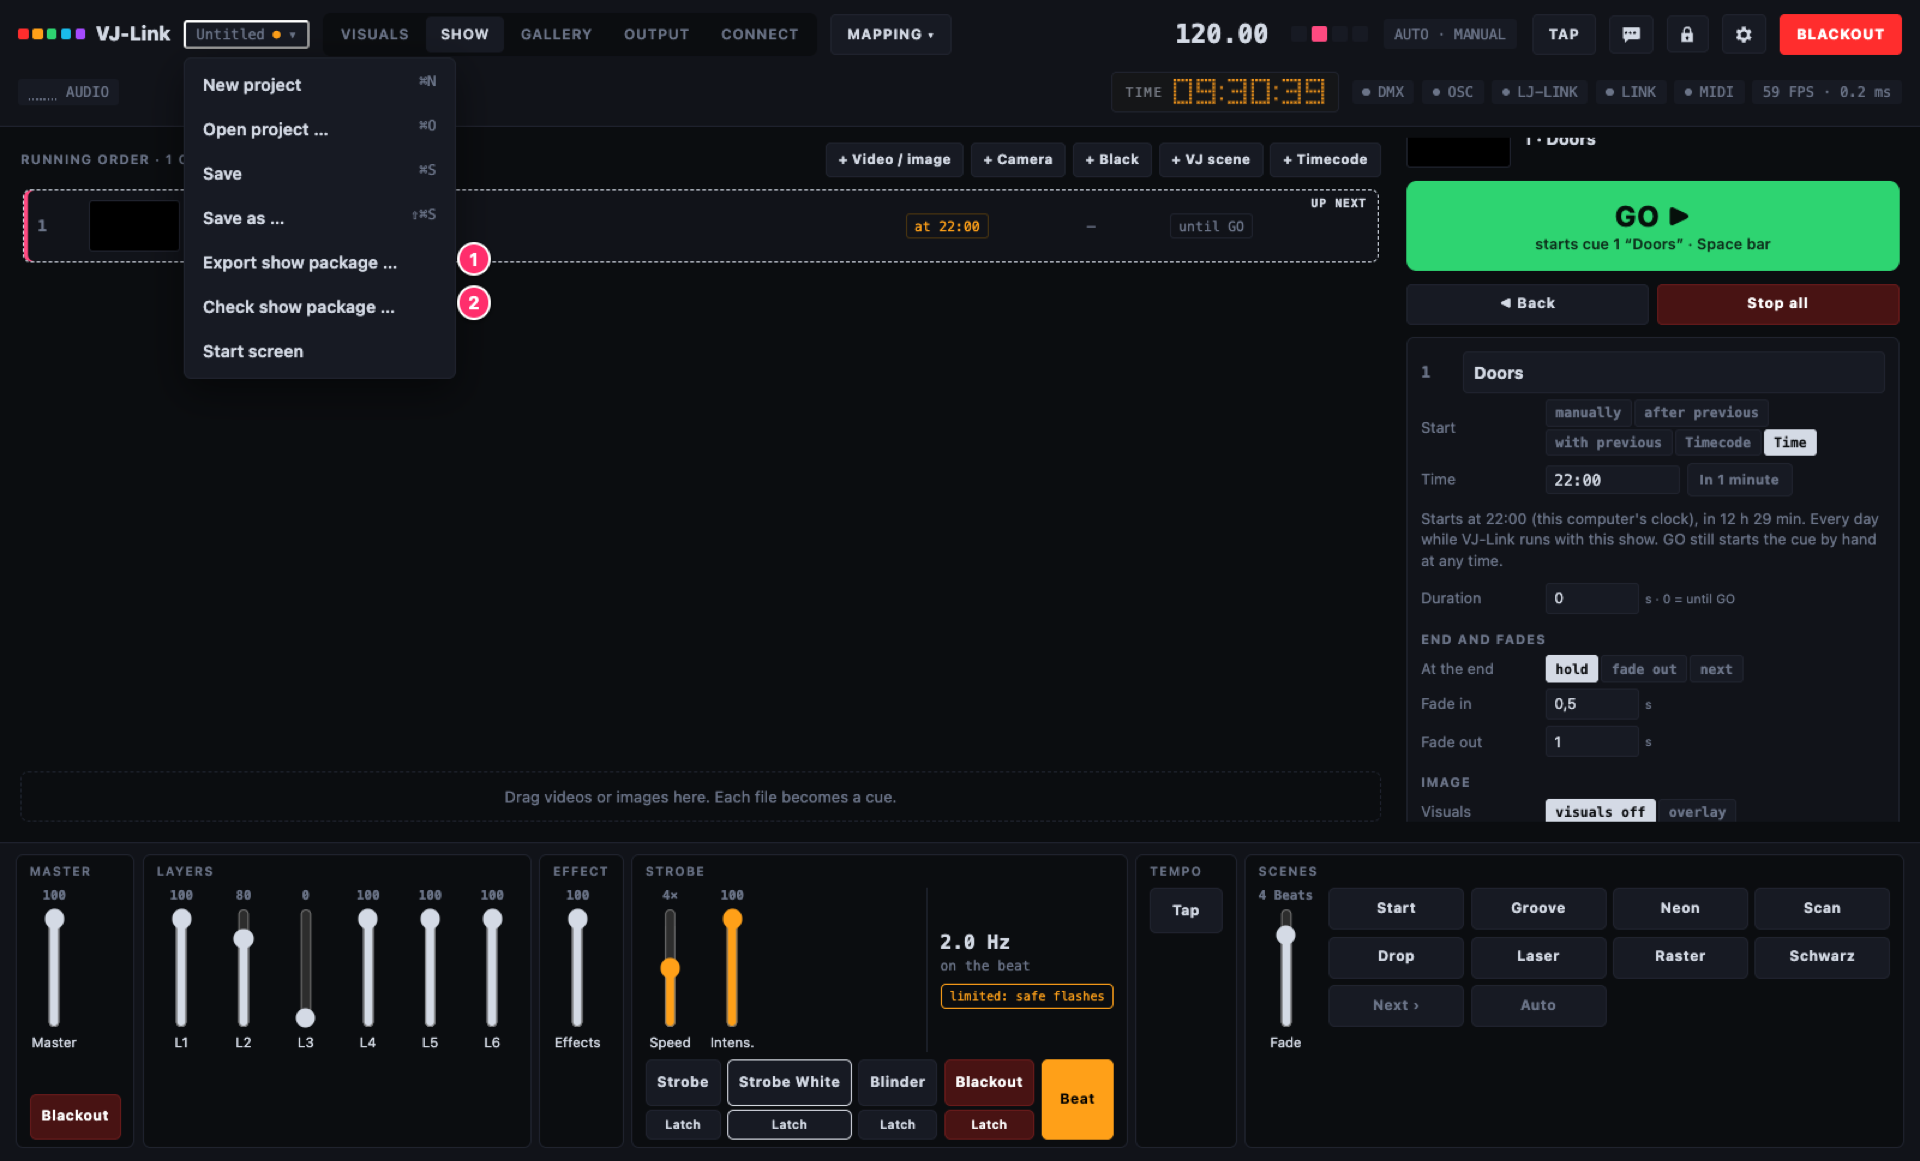 VJ-Link
Untitled
VISUALS
SHOW
GALLERY
OUTPUT
CONNECT
MAPPING
120.00
AUTO · MANUAL
TAP
BLACKOUT
AUDIO
TIME 09:30:39
DMX
OSC
LJ-LINK
LINK
MIDI
59 FPS · 0.2 ms
New project ⌘N
Open project ... ⌘O
Save ⌘S
Save as ... ⇧⌘S
Export show package ... 1
Check show package ... 2
Start screen
RUNNING ORDER · 1
+ Video / image
+ Camera
+ Black
+ VJ scene
+ Timecode
1
at 22:00
–
until GO
UP NEXT
Drag videos or images here. Each file becomes a cue.
1 · Doors
GO ▶
starts cue 1 “Doors” · Space bar
◀ Back
Stop all
1 Doors
Start
manually
after previous
with previous
Timecode
Time
Time 22:00 In 1 minute
Starts at 22:00 (this computer's clock), in 12 h 29 min. Every day
while VJ-Link runs with this show. GO still starts the cue by hand
at any time.
Duration 0 s · 0 = until GO
END AND FADES
At the end hold fade out next
Fade in 0,5 s
Fade out 1 s
IMAGE
Visuals visuals off overlay
MASTER
100
Master
Blackout
LAYERS
100 80 0 100 100 100
L1 L2 L3 L4 L5 L6
EFFECT
100
Effects
STROBE
4× 100
Speed Intens.
2.0 Hz
on the beat
limited: safe flashes
Strobe
Strobe White
Blinder
Blackout
Beat
Latch
Latch
Latch
Latch
TEMPO
Tap
SCENES
4 Beats
Fade
Start
Groove
Neon
Scan
Drop
Laser
Raster
Schwarz
Next ›
Auto